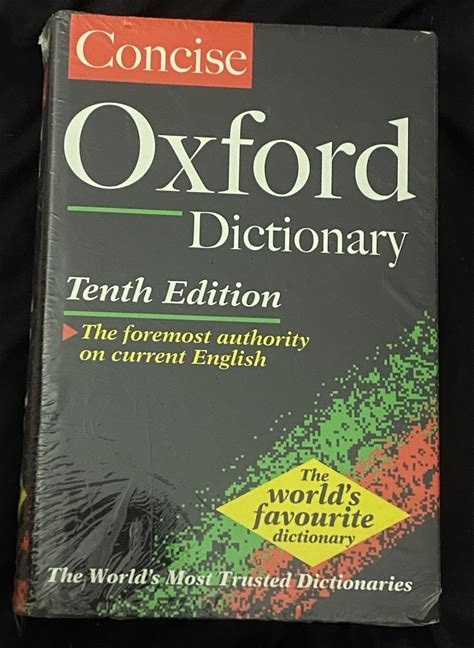 Concise
Oxford
Dictionary
Tenth Edition
The foremost authority
on current English
The
world's
favourite
dictionary
The World's Most Trusted Dictionaries